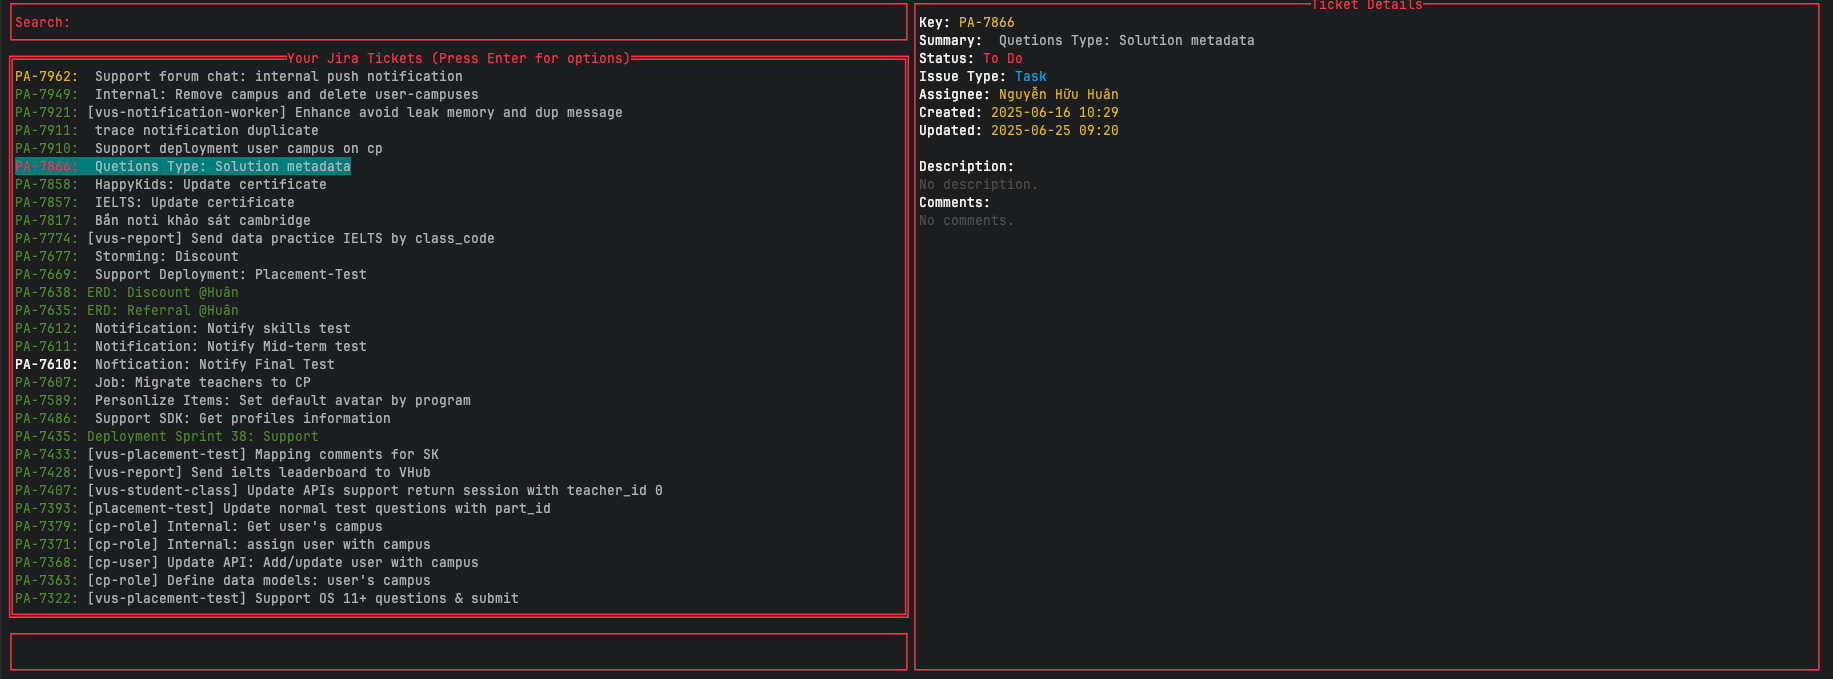 Search:
Your Jira Tickets (Press Enter for options)
PA-7962:  Support forum chat: internal push notification
PA-7949:  Internal: Remove campus and delete user-campuses
PA-7921: [vus-notification-worker] Enhance avoid leak memory and dup message
PA-7911:  trace notification duplicate
PA-7910:  Support deployment user campus on cp
PA-7866:  Quetions Type: Solution metadata
PA-7858:  HappyKids: Update certificate
PA-7857:  IELTS: Update certificate
PA-7817:  Bắn noti khảo sát cambridge
PA-7774: [vus-report] Send data practice IELTS by class_code
PA-7677:  Storming: Discount
PA-7669:  Support Deployment: Placement-Test
PA-7638: ERD: Discount @Huân
PA-7635: ERD: Referral @Huân
PA-7612:  Notification: Notify skills test
PA-7611:  Notification: Notify Mid-term test
PA-7610:  Noftication: Notify Final Test
PA-7607:  Job: Migrate teachers to CP
PA-7589:  Personlize Items: Set default avatar by program
PA-7486:  Support SDK: Get profiles information
PA-7435: Deployment Sprint 38: Support
PA-7433: [vus-placement-test] Mapping comments for SK
PA-7428: [vus-report] Send ielts leaderboard to VHub
PA-7407: [vus-student-class] Update APIs support return session with teacher_id 0
PA-7393: [placement-test] Update normal test questions with part_id
PA-7379: [cp-role] Internal: Get user's campus
PA-7371: [cp-role] Internal: assign user with campus
PA-7368: [cp-user] Update API: Add/update user with campus
PA-7363: [cp-role] Define data models: user's campus
PA-7322: [vus-placement-test] Support OS 11+ questions & submit
Ticket Details
Key: PA-7866
Summary:  Quetions Type: Solution metadata
Status: To Do
Issue Type: Task
Assignee: Nguyễn Hữu Huân
Created: 2025-06-16 10:29
Updated: 2025-06-25 09:20
Description:
No description.
Comments:
No comments.